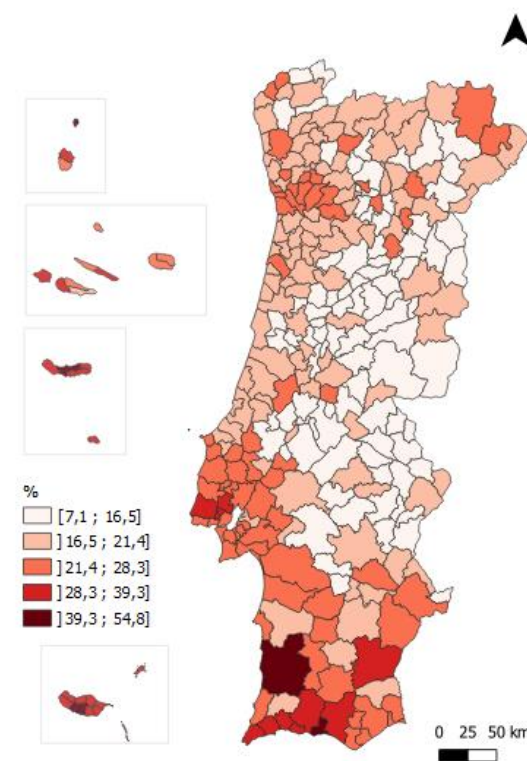 %
[7,1 ; 16,5]
]16,5 ; 21,4]
]21,4 ; 28,3]
]28,3 ; 39,3]
]39,3 ; 54,8]
0 25 50 km